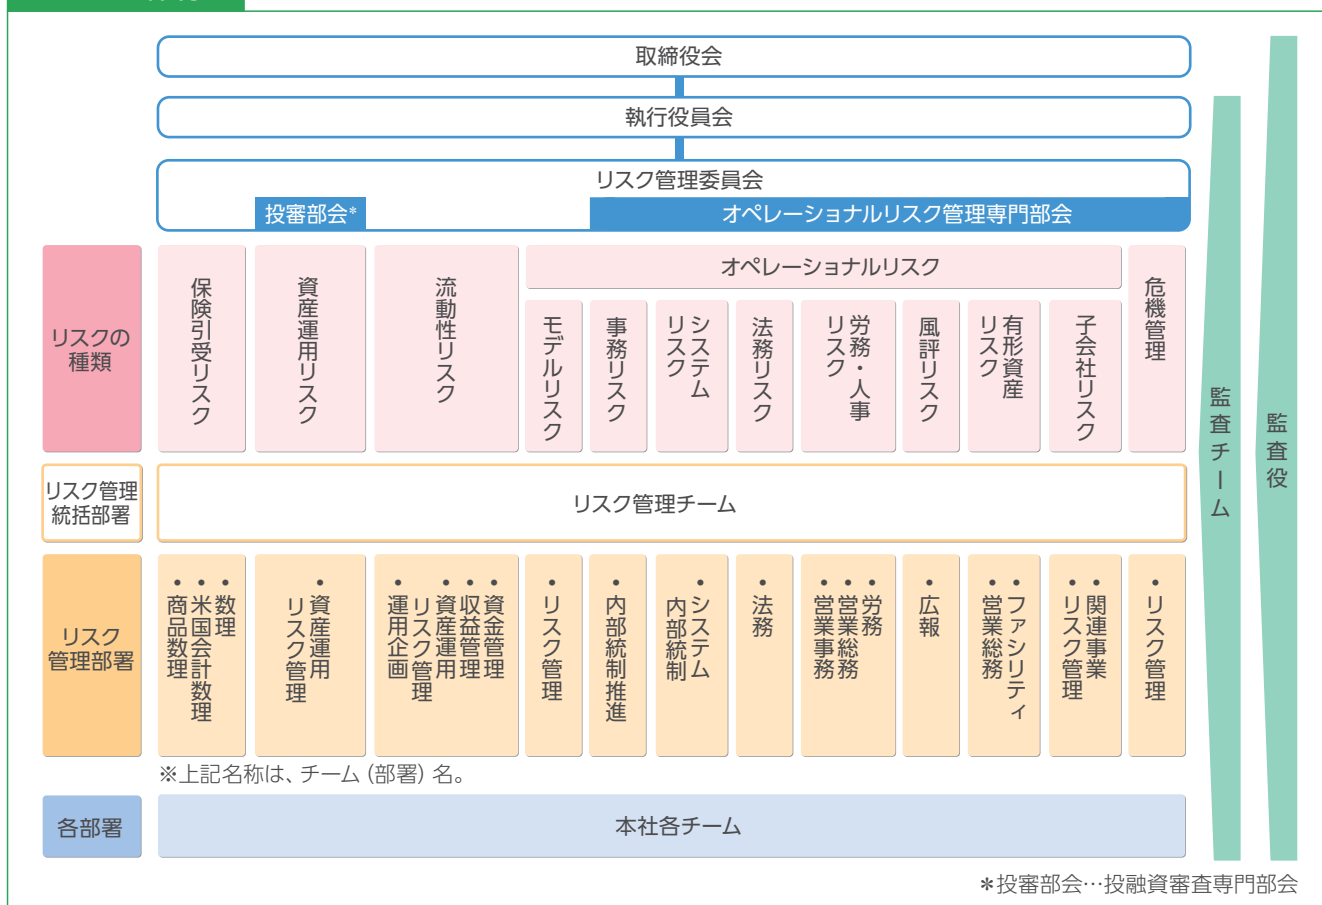 取締役会
執行役員会
リスク管理委員会
投審部会*
オペレーショナルリスク管理専門部会
リスクの
種類
保険引受リスク
資産運用リスク
流動性リスク
オペレーショナルリスク
モデルリスク
事務リスク
システム
リスク
法務リスク
労務・人事
リスク
風評リスク
有形資産
リスク
子会社リスク
危機管理
リスク管理
統括部署
リスク管理チーム
リスク
管理部署
・数理
・米国会計数理
・商品数理
・資産運用
リスク管理
・資金管理
・収益管理
・資産運用
リスク管理
・運用企画
・リスク管理
・内部統制推進
・システム
内部統制
・法務
・労務
・営業総務
・営業事務
・広報
・ファシリティ
・営業総務
・関連事業
・リスク管理
・リスク管理
※上記名称は、チーム(部署)名。
各部署
本社各チーム
監査チーム
監査役
*投審部会…投融資審査専門部会